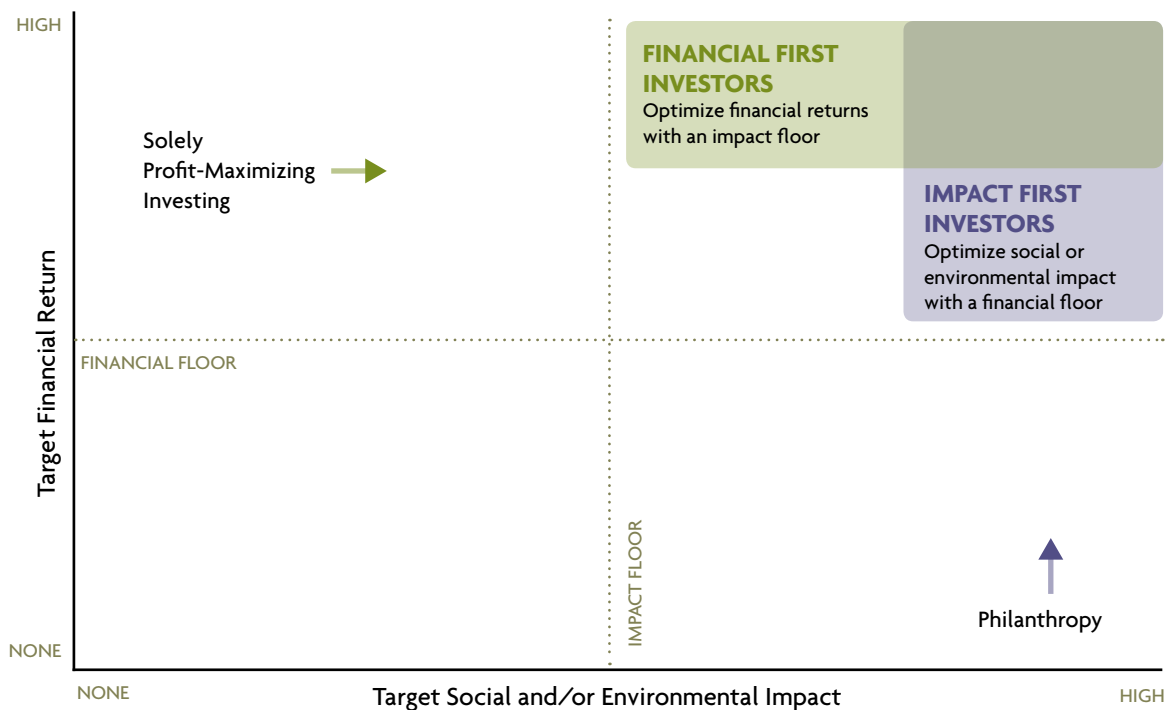 HIGH
FINANCIAL FIRST
INVESTORS
Optimize financial returns
with an impact floor
Solely
Profit-Maximizing
Investing
IMPACT FIRST
INVESTORS
Optimize social or
environmental impact
with a financial floor
Target Financial Return
FINANCIAL FLOOR
IMPACT FLOOR
Philanthropy
NONE
NONE
Target Social and/or Environmental Impact
HIGH